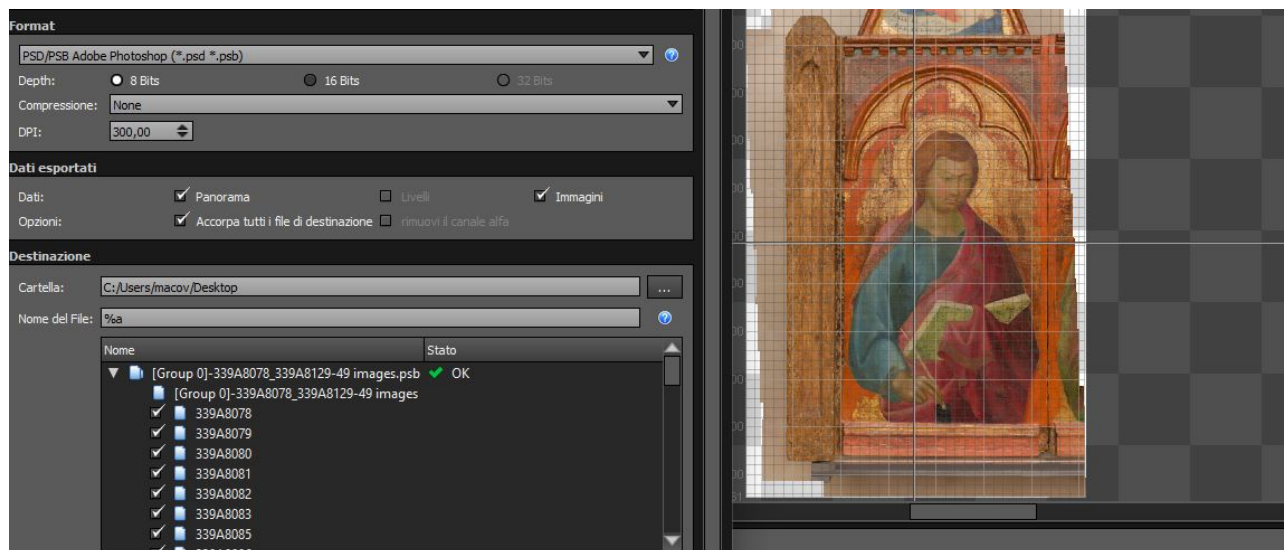 Format
PSD/PSB Adobe Photoshop (*.psd *.psb)
Depth: 8 Bits 16 Bits 32 Bits
Compressione: None
DPI: 300,00
Dati esportati
Dati: Panorama Livelli Immagini
Opzioni: Accorpa tutti i file di destinazione rimuovi il canale alfa
Destinazione
Cartella: C:/Users/macov/Desktop ...
Nome del File: %a
Nome Stato
[Group 0]-339A8078_339A8129-49 images.psb OK
[Group 0]-339A8078_339A8129-49 images
339A8078
339A8079
339A8080
339A8081
339A8082
339A8083
339A8085